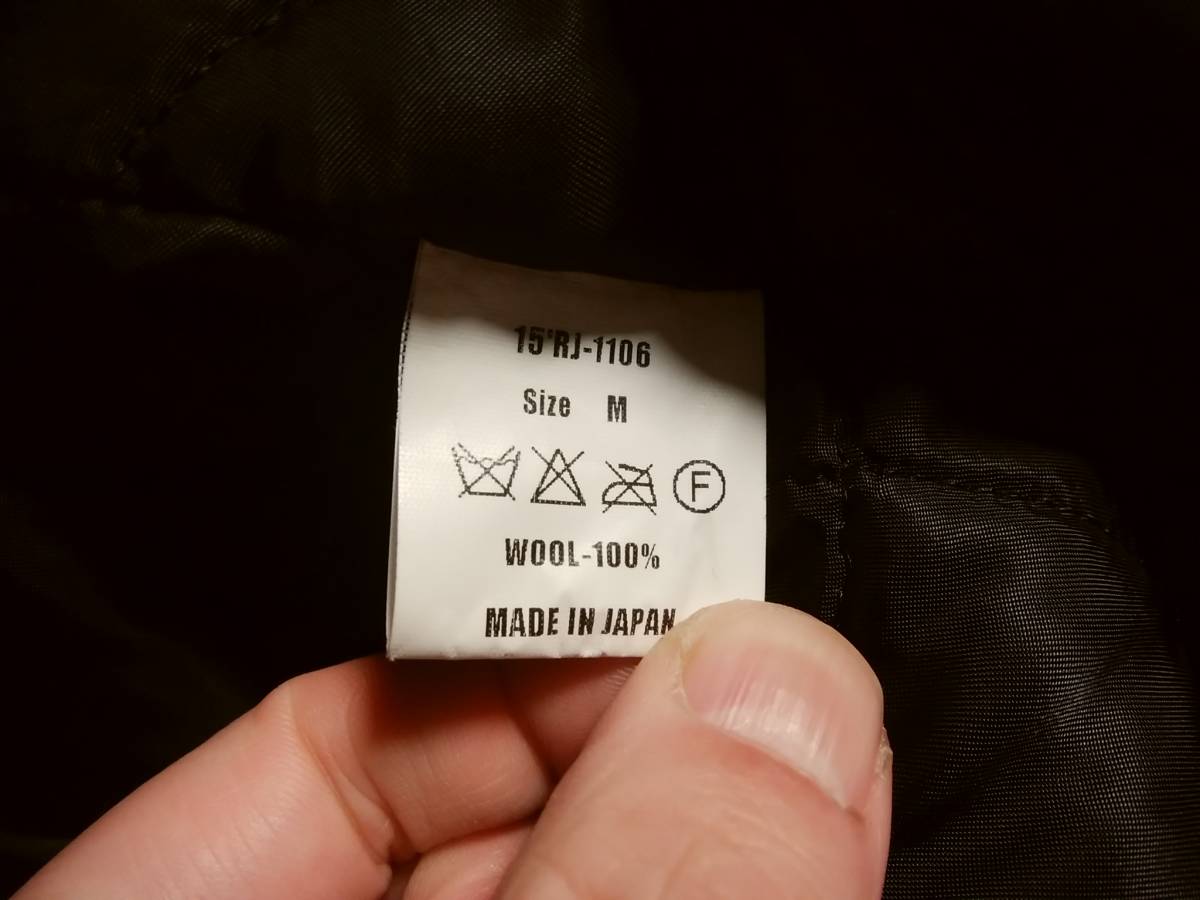 15'RJ-1106
Size M
F
WOOL-100%
MADE IN JAPAN